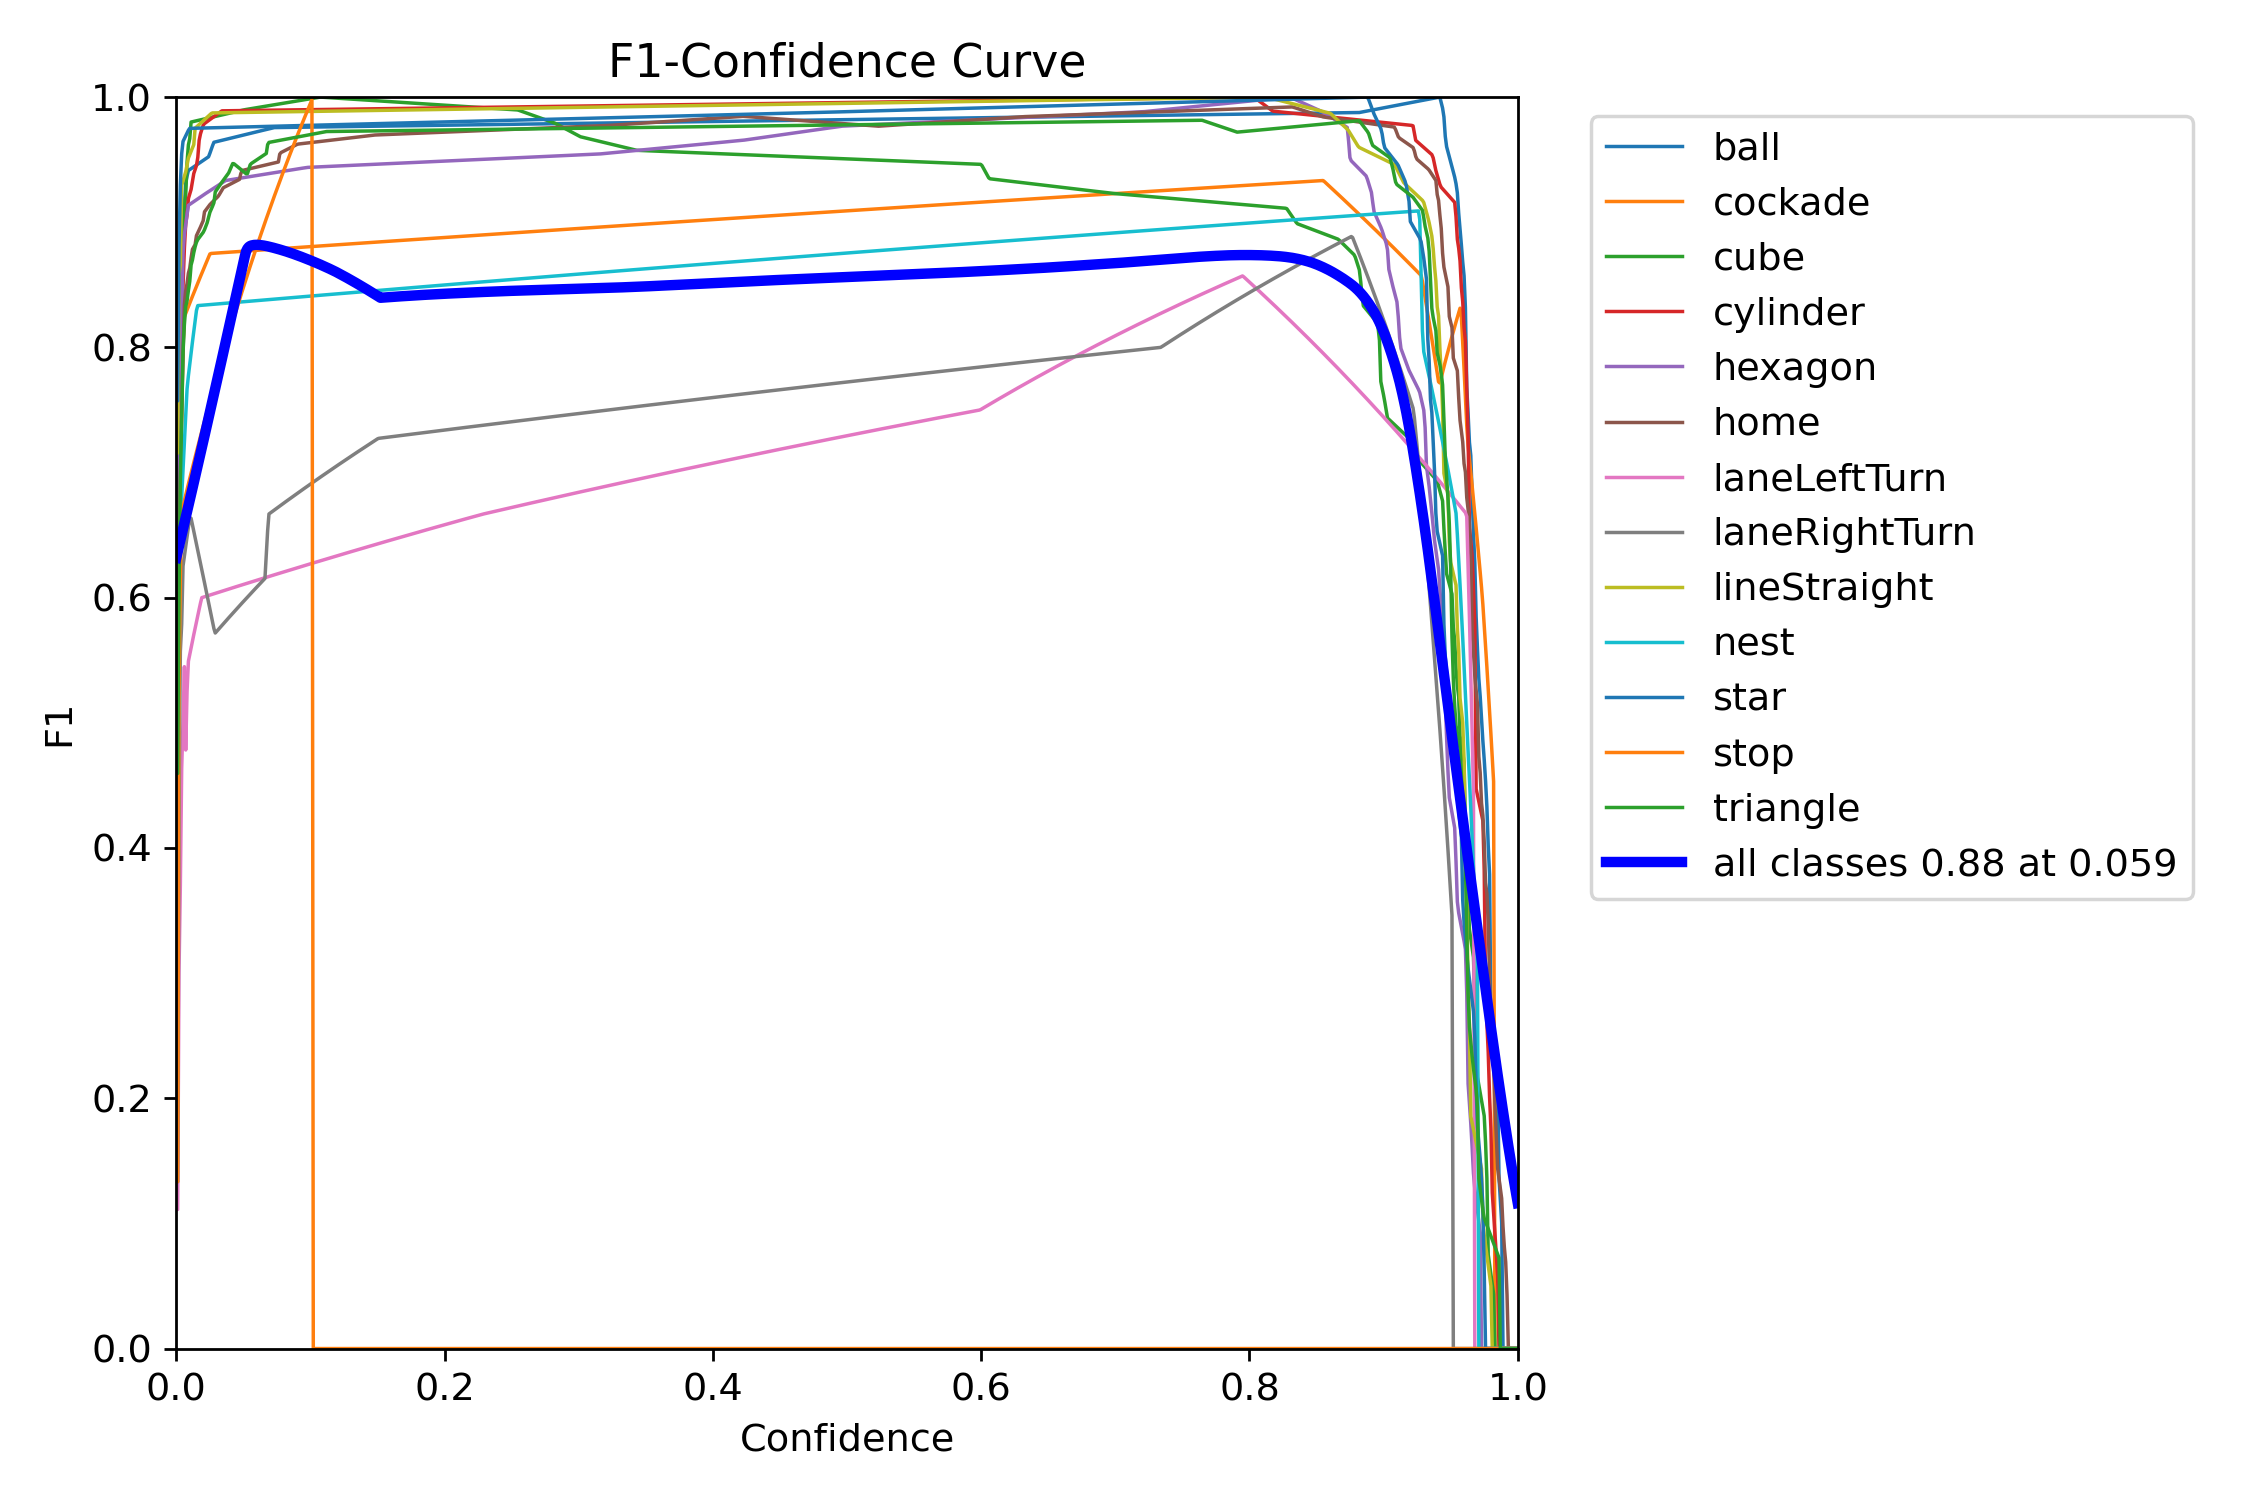 F1-Confidence Curve
1.0
0.8
0.6
0.4
0.2
0.0
F1
0.0 0.2 0.4 0.6 0.8 1.0
Confidence
ball
cockade
cube
cylinder
hexagon
home
laneLeftTurn
laneRightTurn
lineStraight
nest
star
stop
triangle
all classes 0.88 at 0.059